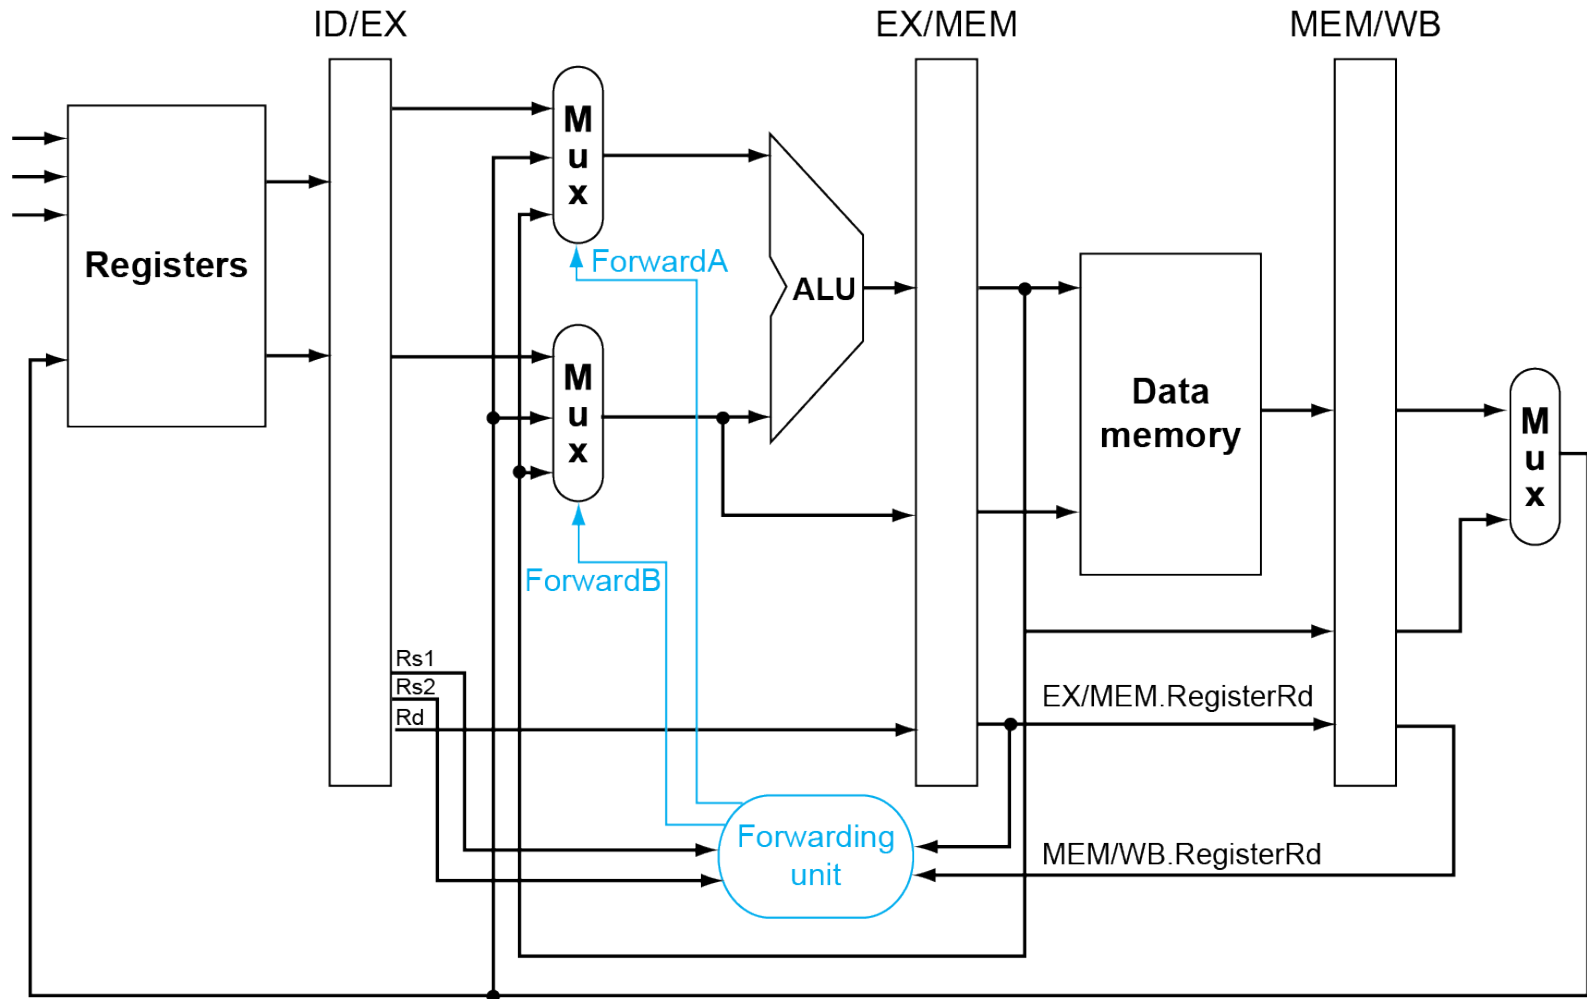 ID/EX
EX/MEM
MEM/WB
M
u
x
Registers
ForwardA
ALU
M
u
x
Data
memory
M
u
x
ForwardB
Rs1
Rs2
Rd
EX/MEM.RegisterRd
Forwarding
unit
MEM/WB.RegisterRd